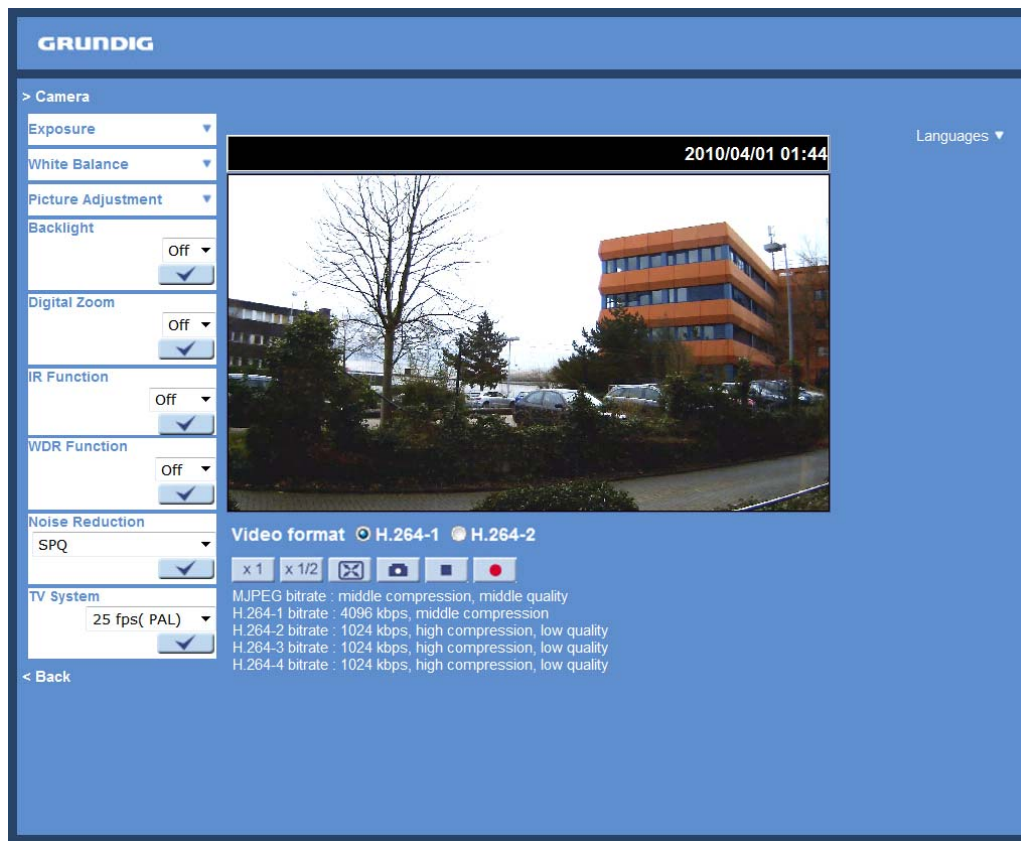 GRUNDIG
> Camera
Exposure
White Balance
Picture Adjustment
Backlight
Off
Digital Zoom
Off
IR Function
Off
WDR Function
Off
Noise Reduction
SPQ
TV System
25 fps( PAL)
< Back
Languages
2010/04/01 01:44
Video format H.264-1 H.264-2
x 1 x 1/2
MJPEG bitrate : middle compression, middle quality
H.264-1 bitrate : 4096 kbps, middle compression
H.264-2 bitrate : 1024 kbps, high compression, low quality
H.264-3 bitrate : 1024 kbps, high compression, low quality
H.264-4 bitrate : 1024 kbps, high compression, low quality